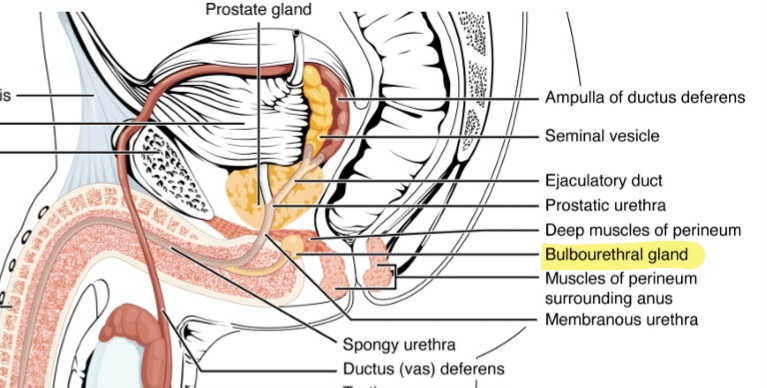 Prostate gland
is
Ampulla of ductus deferens
Seminal vesicle
Ejaculatory duct
Prostatic urethra
Deep muscles of perineum
Bulbourethral gland
Muscles of perineum
surrounding anus
Membranous urethra
Spongy urethra
Ductus (vas) deferens